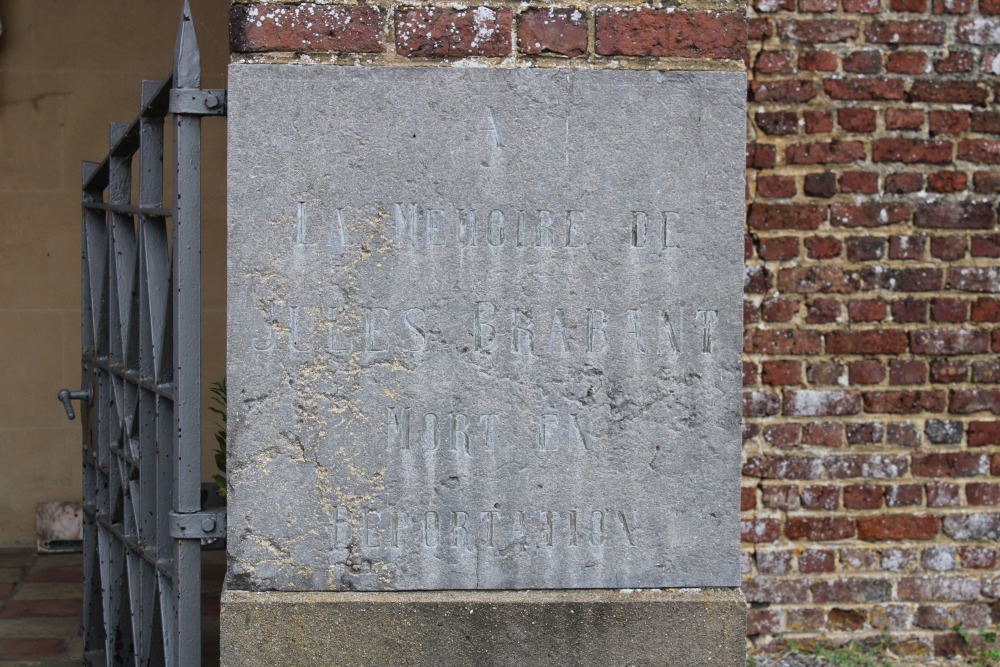 A
LA MEMOIRE DE
JULES BRABANT
MORT EN
DEPORTATION